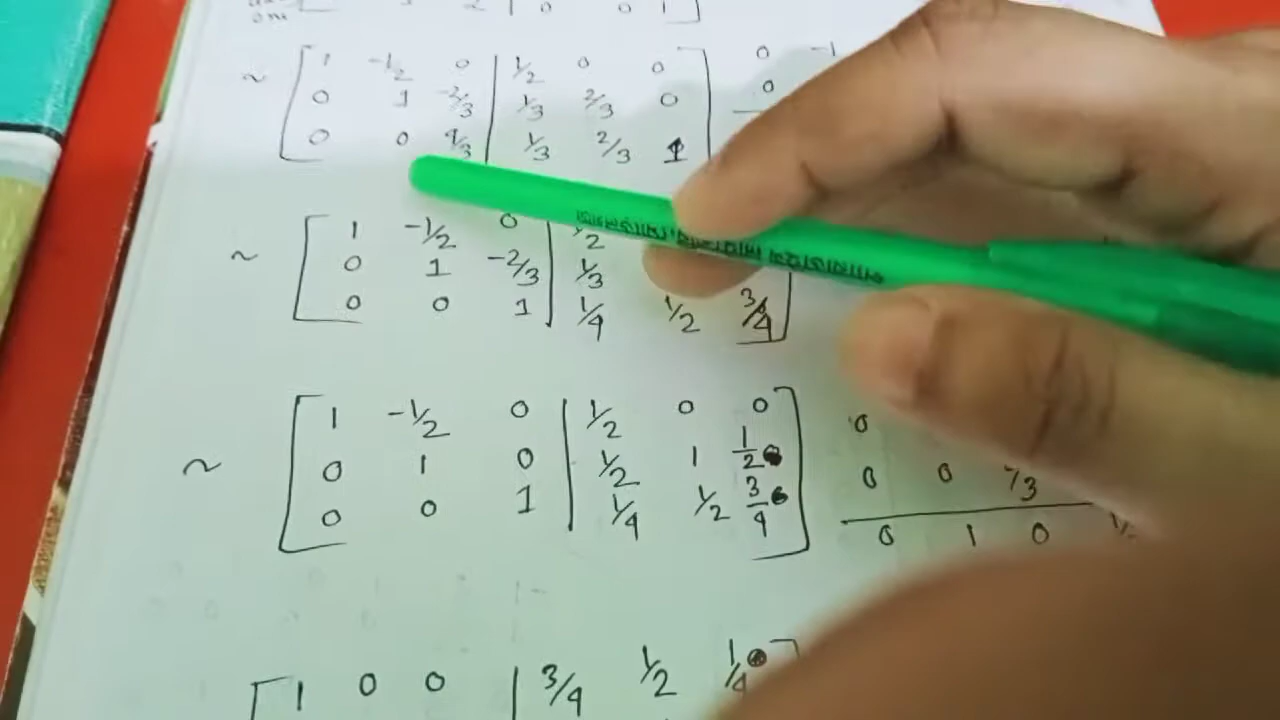 ~ [ 1 -1/2 0 | 1/2 0 0 ] 0 -1
0 1 -2/3 | 1/3 2/3 0 0
0 0 4/3 | 1/3 2/3 1
~ [ 1 -1/2 0 | 1/2
0 1 -2/3 | 1/3
0 0 1 | 1/4 1/2 3/4 ]
~ [ 1 -1/2 0 | 1/2 0 0 ] 0
0 1 0 | 1/2 1 1/2 0 0 /3
0 0 1 | 1/4 1/2 3/4 0 1 0
[ 1 0 0 | 3/4 1/2 1/4 ]